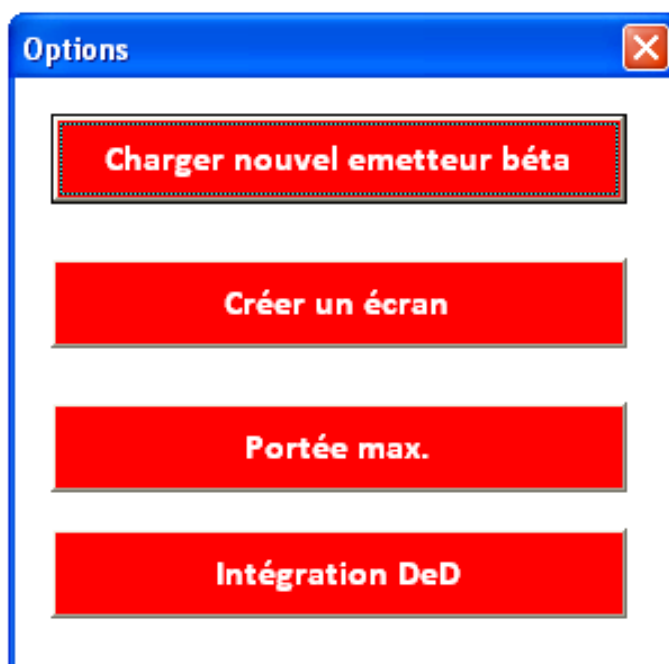 Options
Charger nouvel emetteur béta
Créer un écran
Portée max.
Intégration DeD